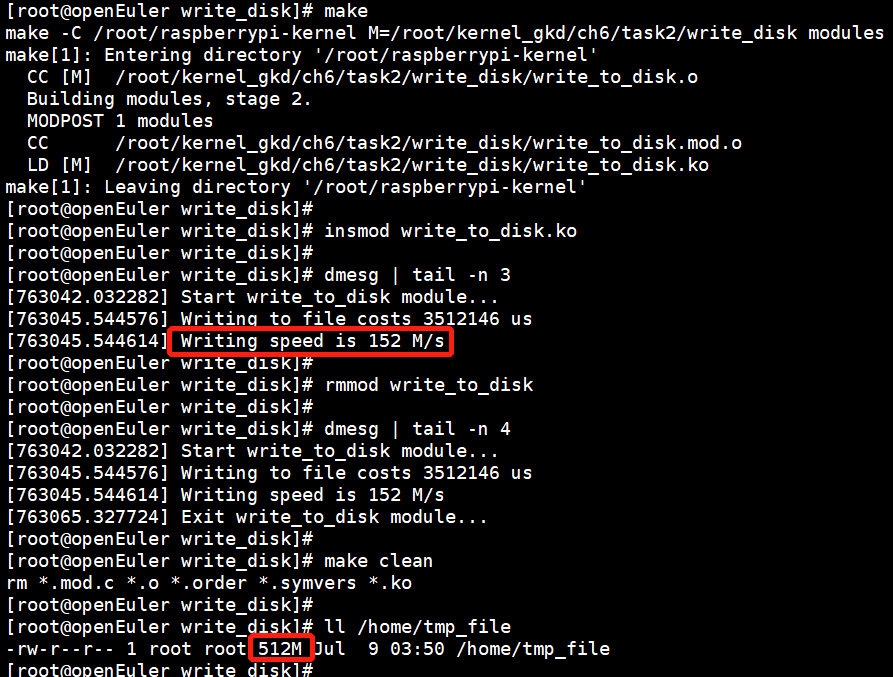 [root@openEuler write_disk]# make
make -C /root/raspberrypi-kernel M=/root/kernel_gkd/ch6/task2/write_disk modules
make[1]: Entering directory '/root/raspberrypi-kernel'
  CC [M]  /root/kernel_gkd/ch6/task2/write_disk/write_to_disk.o
  Building modules, stage 2.
  MODPOST 1 modules
  CC      /root/kernel_gkd/ch6/task2/write_disk/write_to_disk.mod.o
  LD [M]  /root/kernel_gkd/ch6/task2/write_disk/write_to_disk.ko
make[1]: Leaving directory '/root/raspberrypi-kernel'
[root@openEuler write_disk]#
[root@openEuler write_disk]# insmod write_to_disk.ko
[root@openEuler write_disk]#
[root@openEuler write_disk]# dmesg | tail -n 3
[763042.032282] Start write_to_disk module...
[763045.544576] Writing to file costs 3512146 us
[763045.544614] Writing speed is 152 M/s
[root@openEuler write_disk]#
[root@openEuler write_disk]# rmmod write_to_disk
[root@openEuler write_disk]#
[root@openEuler write_disk]# dmesg | tail -n 4
[763042.032282] Start write_to_disk module...
[763045.544576] Writing to file costs 3512146 us
[763045.544614] Writing speed is 152 M/s
[763065.327724] Exit write_to_disk module...
[root@openEuler write_disk]#
[root@openEuler write_disk]# make clean
rm *.mod.c *.o *.order *.symvers *.ko
[root@openEuler write_disk]#
[root@openEuler write_disk]# ll /home/tmp_file
-rw-r--r-- 1 root root 512M Jul  9 03:50 /home/tmp_file
[root@openEuler write_disk]#